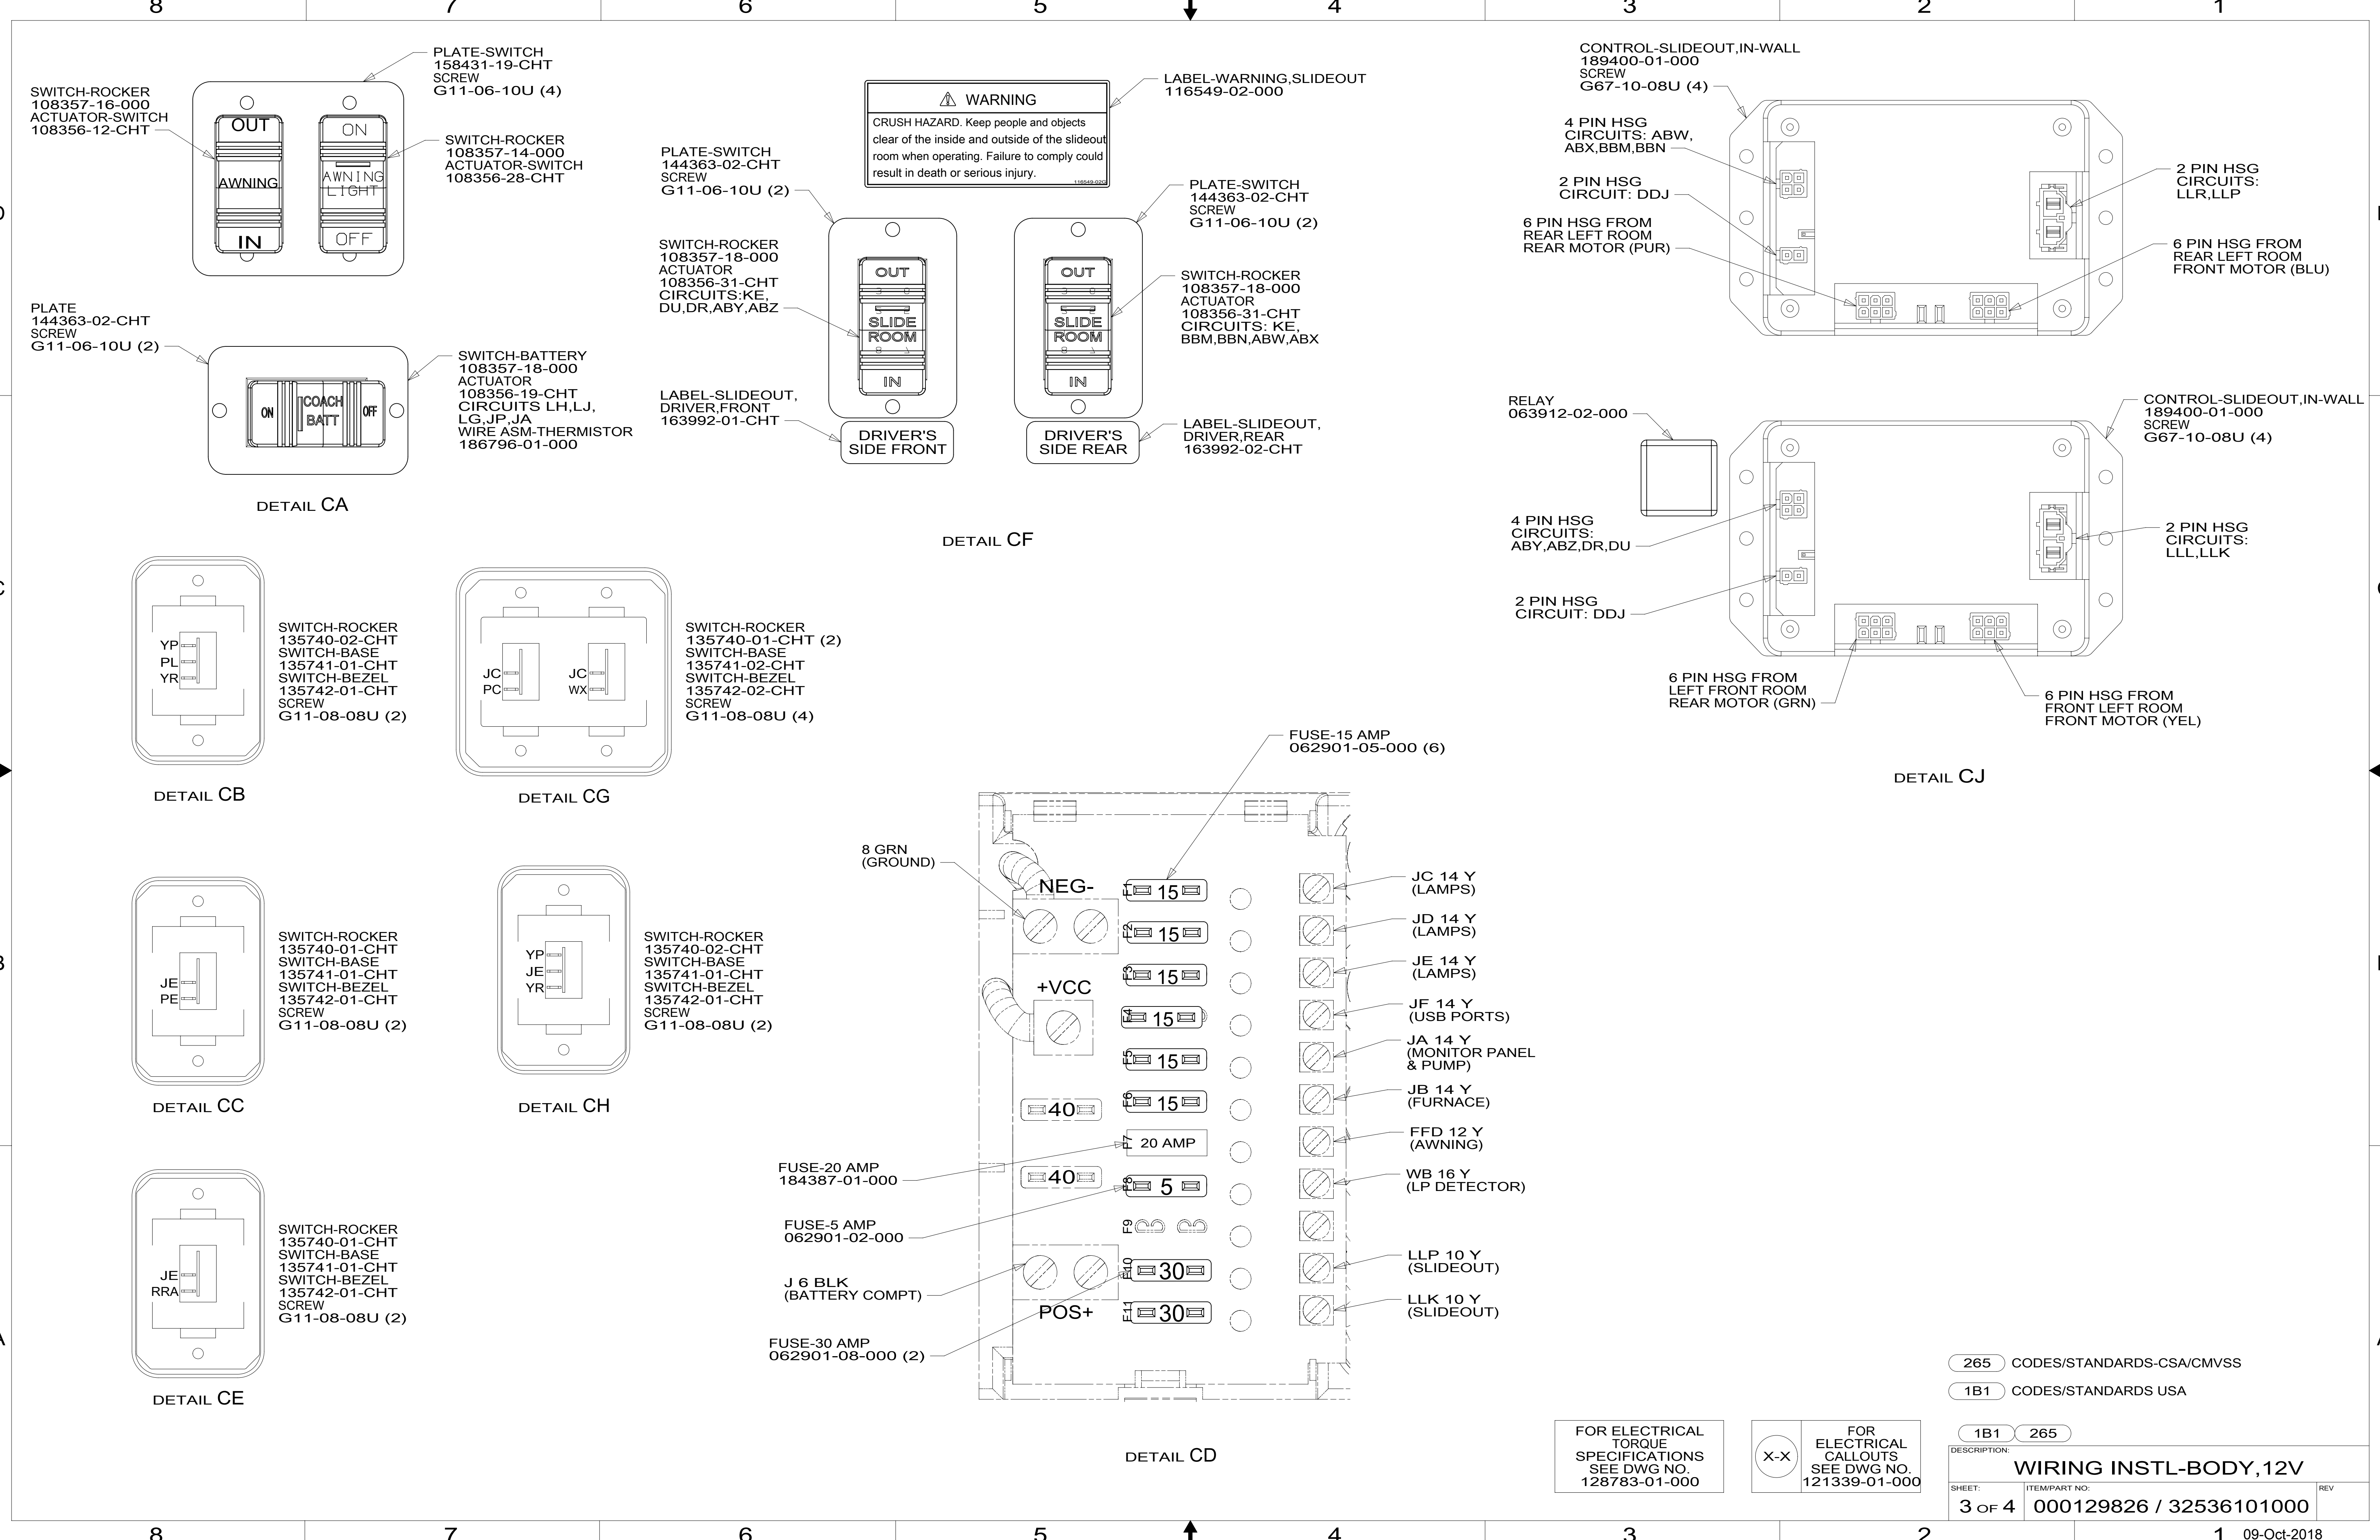 8 7 6 5 4 3 2 1
PLATE-SWITCH
158431-19-CHT
SCREW
G11-06-10U (4)
SWITCH-ROCKER
108357-16-000
ACTUATOR-SWITCH
108356-12-CHT
OUT
AWNING
IN
ON
AWNING
LIGHT
OFF
SWITCH-ROCKER
108357-14-000
ACTUATOR-SWITCH
108356-28-CHT
PLATE
144363-02-CHT
SCREW
G11-06-10U (2)
ON
COACH
BATT
OFF
SWITCH-BATTERY
108357-18-000
ACTUATOR
108356-19-CHT
CIRCUITS LH,LJ,
LG,JP,JA
WIRE ASM-THERMISTOR
186796-01-000
DETAIL CA
WARNING
CRUSH HAZARD. Keep people and objects
clear of the inside and outside of the slideout
room when operating. Failure to comply could
result in death or serious injury.
116549-02G
LABEL-WARNING,SLIDEOUT
116549-02-000
PLATE-SWITCH
144363-02-CHT
SCREW
G11-06-10U (2)
SWITCH-ROCKER
108357-18-000
ACTUATOR
108356-31-CHT
CIRCUITS:KE,
DU,DR,ABY,ABZ
LABEL-SLIDEOUT,
DRIVER,FRONT
163992-01-CHT
OUT
SLIDE
ROOM
IN
DRIVER'S
SIDE FRONT
OUT
SLIDE
ROOM
IN
DRIVER'S
SIDE REAR
PLATE-SWITCH
144363-02-CHT
SCREW
G11-06-10U (2)
SWITCH-ROCKER
108357-18-000
ACTUATOR
108356-31-CHT
CIRCUITS: KE,
BBM,BBN,ABW,ABX
LABEL-SLIDEOUT,
DRIVER,REAR
163992-02-CHT
DETAIL CF
CONTROL-SLIDEOUT,IN-WALL
189400-01-000
SCREW
G67-10-08U (4)
4 PIN HSG
CIRCUITS: ABW,
ABX,BBM,BBN
2 PIN HSG
CIRCUIT: DDJ
6 PIN HSG FROM
REAR LEFT ROOM
REAR MOTOR (PUR)
2 PIN HSG
CIRCUITS:
LLR,LLP
6 PIN HSG FROM
REAR LEFT ROOM
FRONT MOTOR (BLU)
RELAY
063912-02-000
CONTROL-SLIDEOUT,IN-WALL
189400-01-000
SCREW
G67-10-08U (4)
4 PIN HSG
CIRCUITS:
ABY,ABZ,DR,DU
2 PIN HSG
CIRCUIT: DDJ
2 PIN HSG
CIRCUITS:
LLL,LLK
6 PIN HSG FROM
LEFT FRONT ROOM
REAR MOTOR (GRN)
6 PIN HSG FROM
FRONT LEFT ROOM
FRONT MOTOR (YEL)
DETAIL CJ
YP
PL
YR
SWITCH-ROCKER
135740-02-CHT
SWITCH-BASE
135741-01-CHT
SWITCH-BEZEL
135742-01-CHT
SCREW
G11-08-08U (2)
DETAIL CB
JC
PC
JC
WX
SWITCH-ROCKER
135740-01-CHT (2)
SWITCH-BASE
135741-02-CHT
SWITCH-BEZEL
135742-02-CHT
SCREW
G11-08-08U (4)
DETAIL CG
JE
PE
SWITCH-ROCKER
135740-01-CHT
SWITCH-BASE
135741-01-CHT
SWITCH-BEZEL
135742-01-CHT
SCREW
G11-08-08U (2)
DETAIL CC
YP
JE
YR
SWITCH-ROCKER
135740-02-CHT
SWITCH-BASE
135741-01-CHT
SWITCH-BEZEL
135742-01-CHT
SCREW
G11-08-08U (2)
DETAIL CH
JE
RRA
SWITCH-ROCKER
135740-01-CHT
SWITCH-BASE
135741-01-CHT
SWITCH-BEZEL
135742-01-CHT
SCREW
G11-08-08U (2)
DETAIL CE
FUSE-15 AMP
062901-05-000 (6)
8 GRN
(GROUND)
NEG-
+VCC
40
40
POS+
FUSE-20 AMP
184387-01-000
FUSE-5 AMP
062901-02-000
J 6 BLK
(BATTERY COMPT)
FUSE-30 AMP
062901-08-000 (2)
F1 15
F2 15
F3 15
F4 15
F5 15
F6 15
F7 20 AMP
F8 5
F9
F10 30
F11 30
JC 14 Y
(LAMPS)
JD 14 Y
(LAMPS)
JE 14 Y
(LAMPS)
JF 14 Y
(USB PORTS)
JA 14 Y
(MONITOR PANEL
& PUMP)
JB 14 Y
(FURNACE)
FFD 12 Y
(AWNING)
WB 16 Y
(LP DETECTOR)
LLP 10 Y
(SLIDEOUT)
LLK 10 Y
(SLIDEOUT)
DETAIL CD
265 CODES/STANDARDS-CSA/CMVSS
1B1 CODES/STANDARDS USA
1B1 265
FOR ELECTRICAL
TORQUE
SPECIFICATIONS
SEE DWG NO.
128783-01-000
X-X
FOR
ELECTRICAL
CALLOUTS
SEE DWG NO.
121339-01-000
DESCRIPTION:
WIRING INSTL-BODY,12V
SHEET:
3 OF 4
ITEM/PART NO:
000129826 / 32536101000
REV
8 7 6 5 4 3 2 1
09-Oct-2018